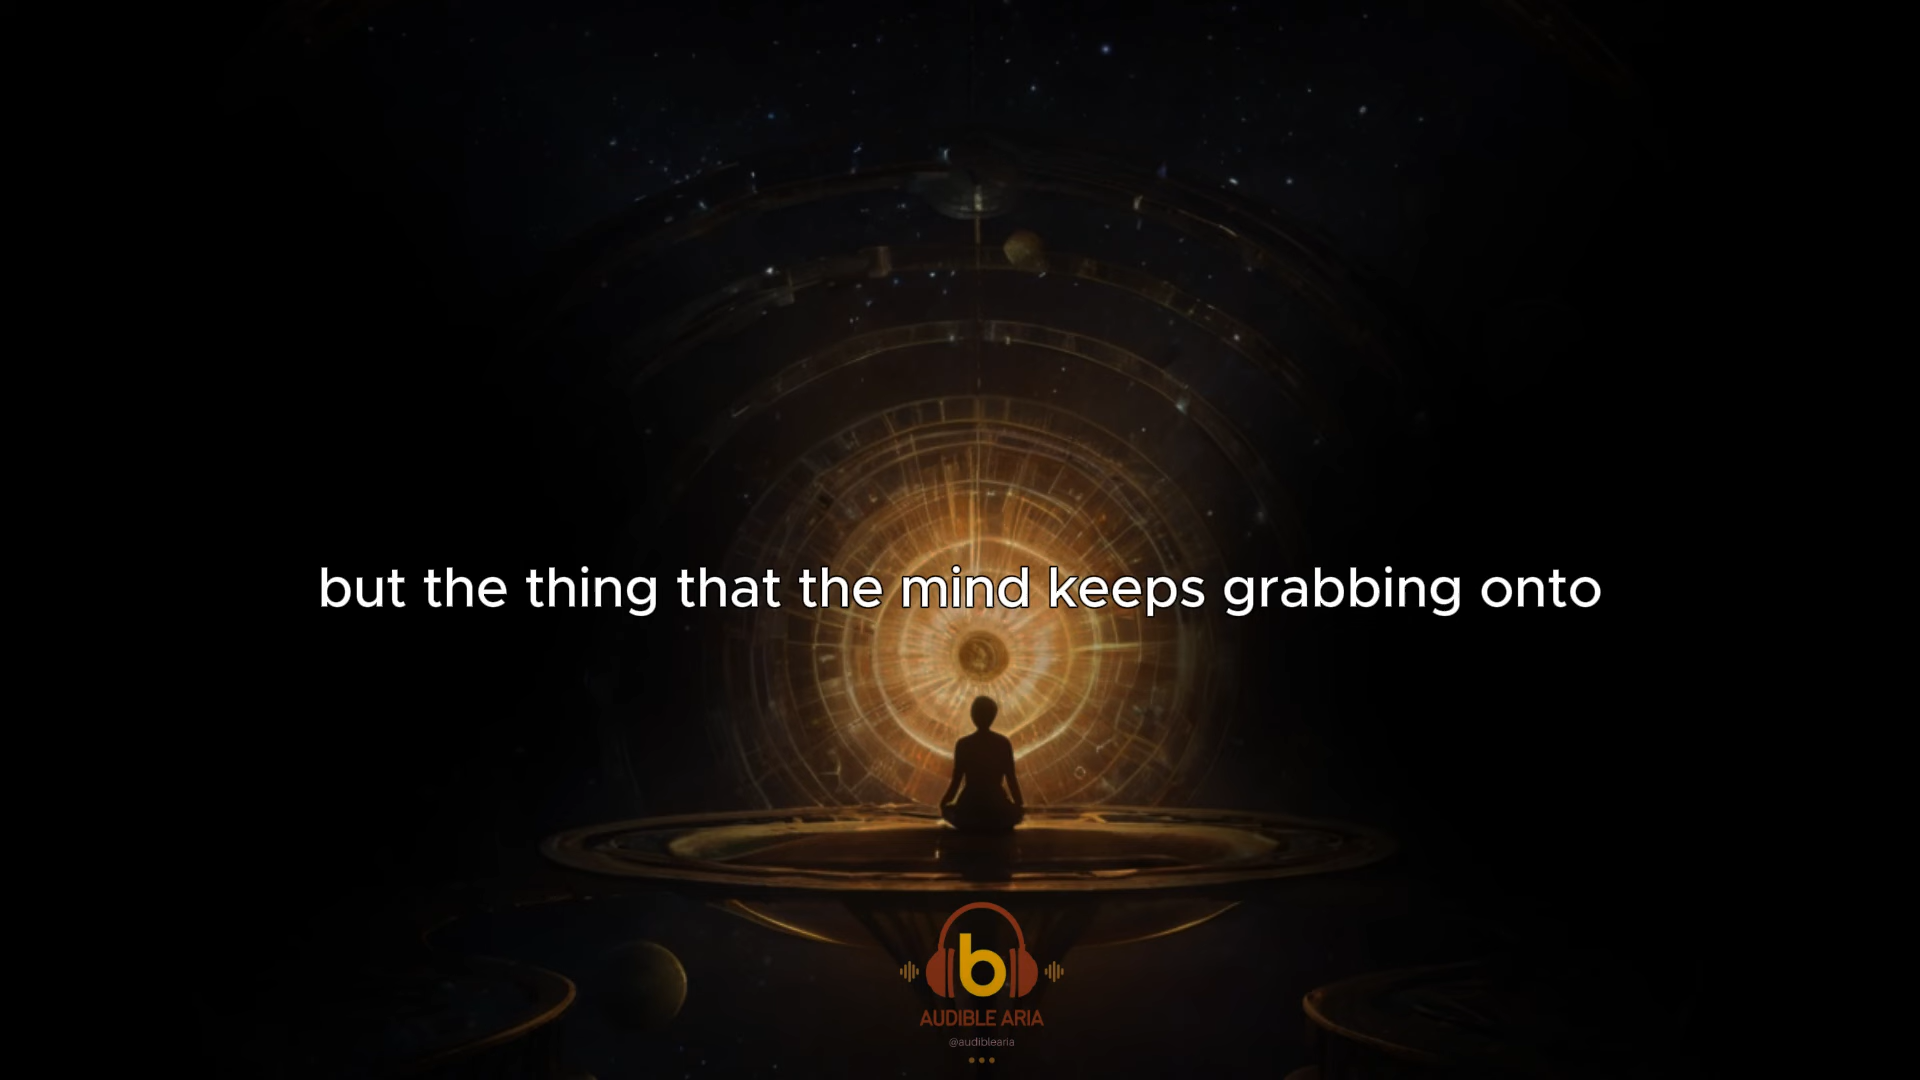 but the thing that the mind keeps grabbing onto
b
AUDIBLE ARIA
@audiblearia